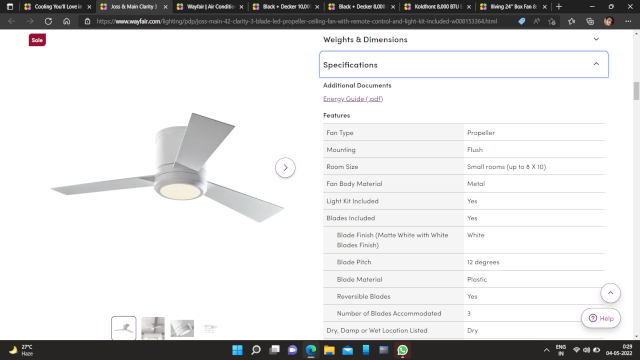 Cooling You'll Love in
Joss & Main Clarity 3
Wayfair | Air Condition
Black + Decker 10,000
Black + Decker 8,000
Koldfront 8,000 BTU
lliving 24" Box Fan &
https://www.wayfair.com/lighting/pdp/joss-main-42-clarity-3-blade-led-propeller-ceiling-fan-with-remote-control-and-light-kit-included-w008153364.html
Sale
Weights & Dimensions
Specifications
Additional Documents
Energy Guide (.pdf)
Features
Fan Type Propeller
Mounting Flush
Room Size Small rooms (up to 8 X 10)
Fan Body Material Metal
Light Kit Included Yes
Blades Included Yes
Blade Finish (Matte White with White White
Blades Finish)
Blade Pitch 12 degrees
Blade Material Plastic
Reversible Blades Yes
Number of Blades Accommodated 3
Dry, Damp or Wet Location Listed Dry
Help
27°C
Haze
ENG
IN
0:29
04-05-2022